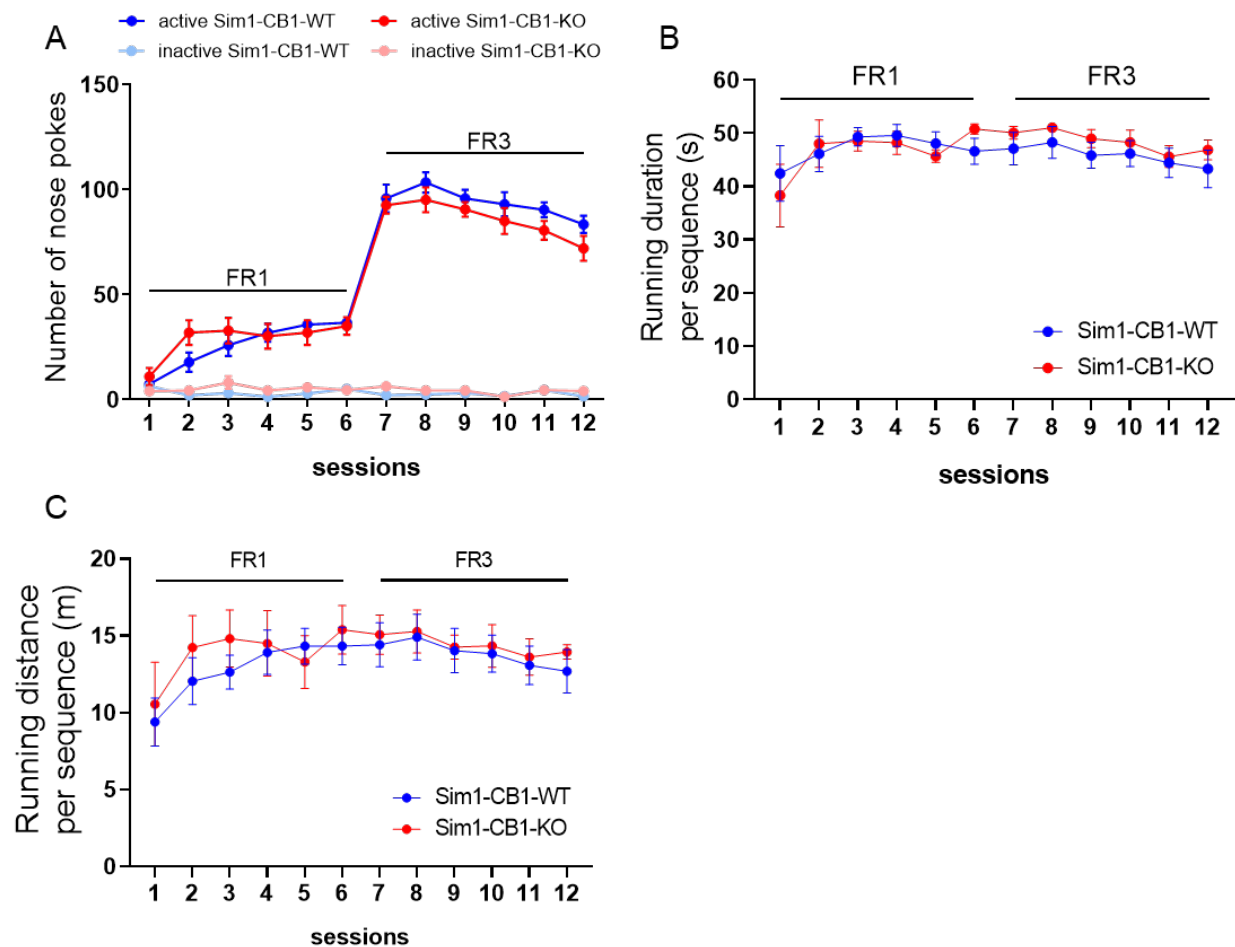 A
active Sim1-CB1-WT
active Sim1-CB1-KO
inactive Sim1-CB1-WT
inactive Sim1-CB1-KO
Number of nose pokes
150
100
50
0
FR1
FR3
1 2 3 4 5 6 7 8 9 10 11 12
sessions
B
Running duration
per sequence (s)
60
50
40
30
20
10
0
FR1
FR3
Sim1-CB1-WT
Sim1-CB1-KO
1 2 3 4 5 6 7 8 9 10 11 12
sessions
C
Running distance
per sequence (m)
20
15
10
5
0
FR1
FR3
Sim1-CB1-WT
Sim1-CB1-KO
1 2 3 4 5 6 7 8 9 10 11 12
sessions